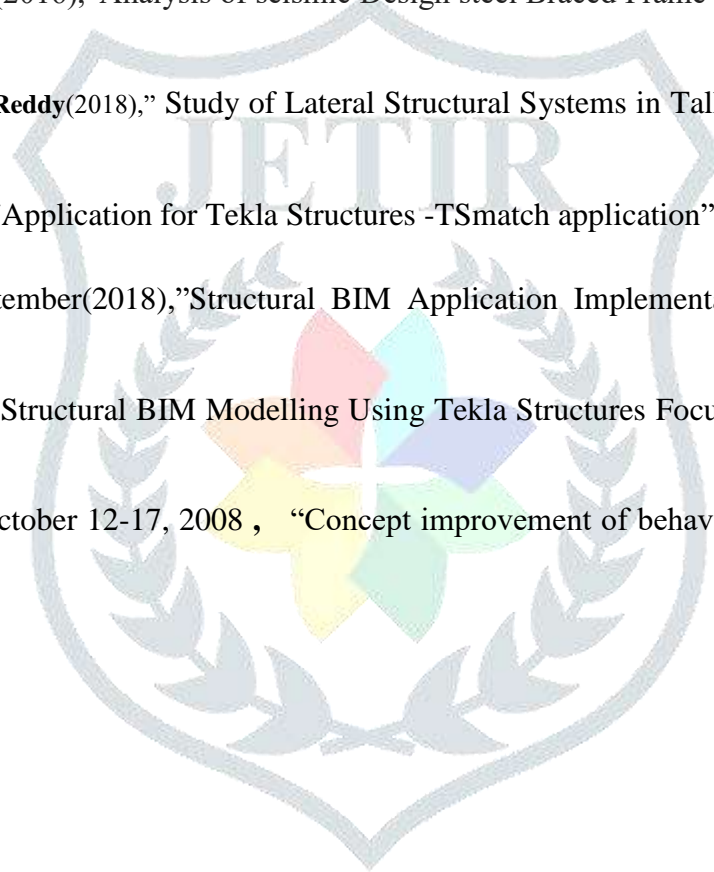 (2016),"Analysis of seismic Design steel Braced Frame
Reddy(2018),” Study of Lateral Structural Systems in Tall
JETIR
Application for Tekla Structures -TSmatch application”
tember(2018),”Structural BIM Application Implementa
Structural BIM Modelling Using Tekla Structures Focu
ctober 12-17, 2008 , “Concept improvement of behav